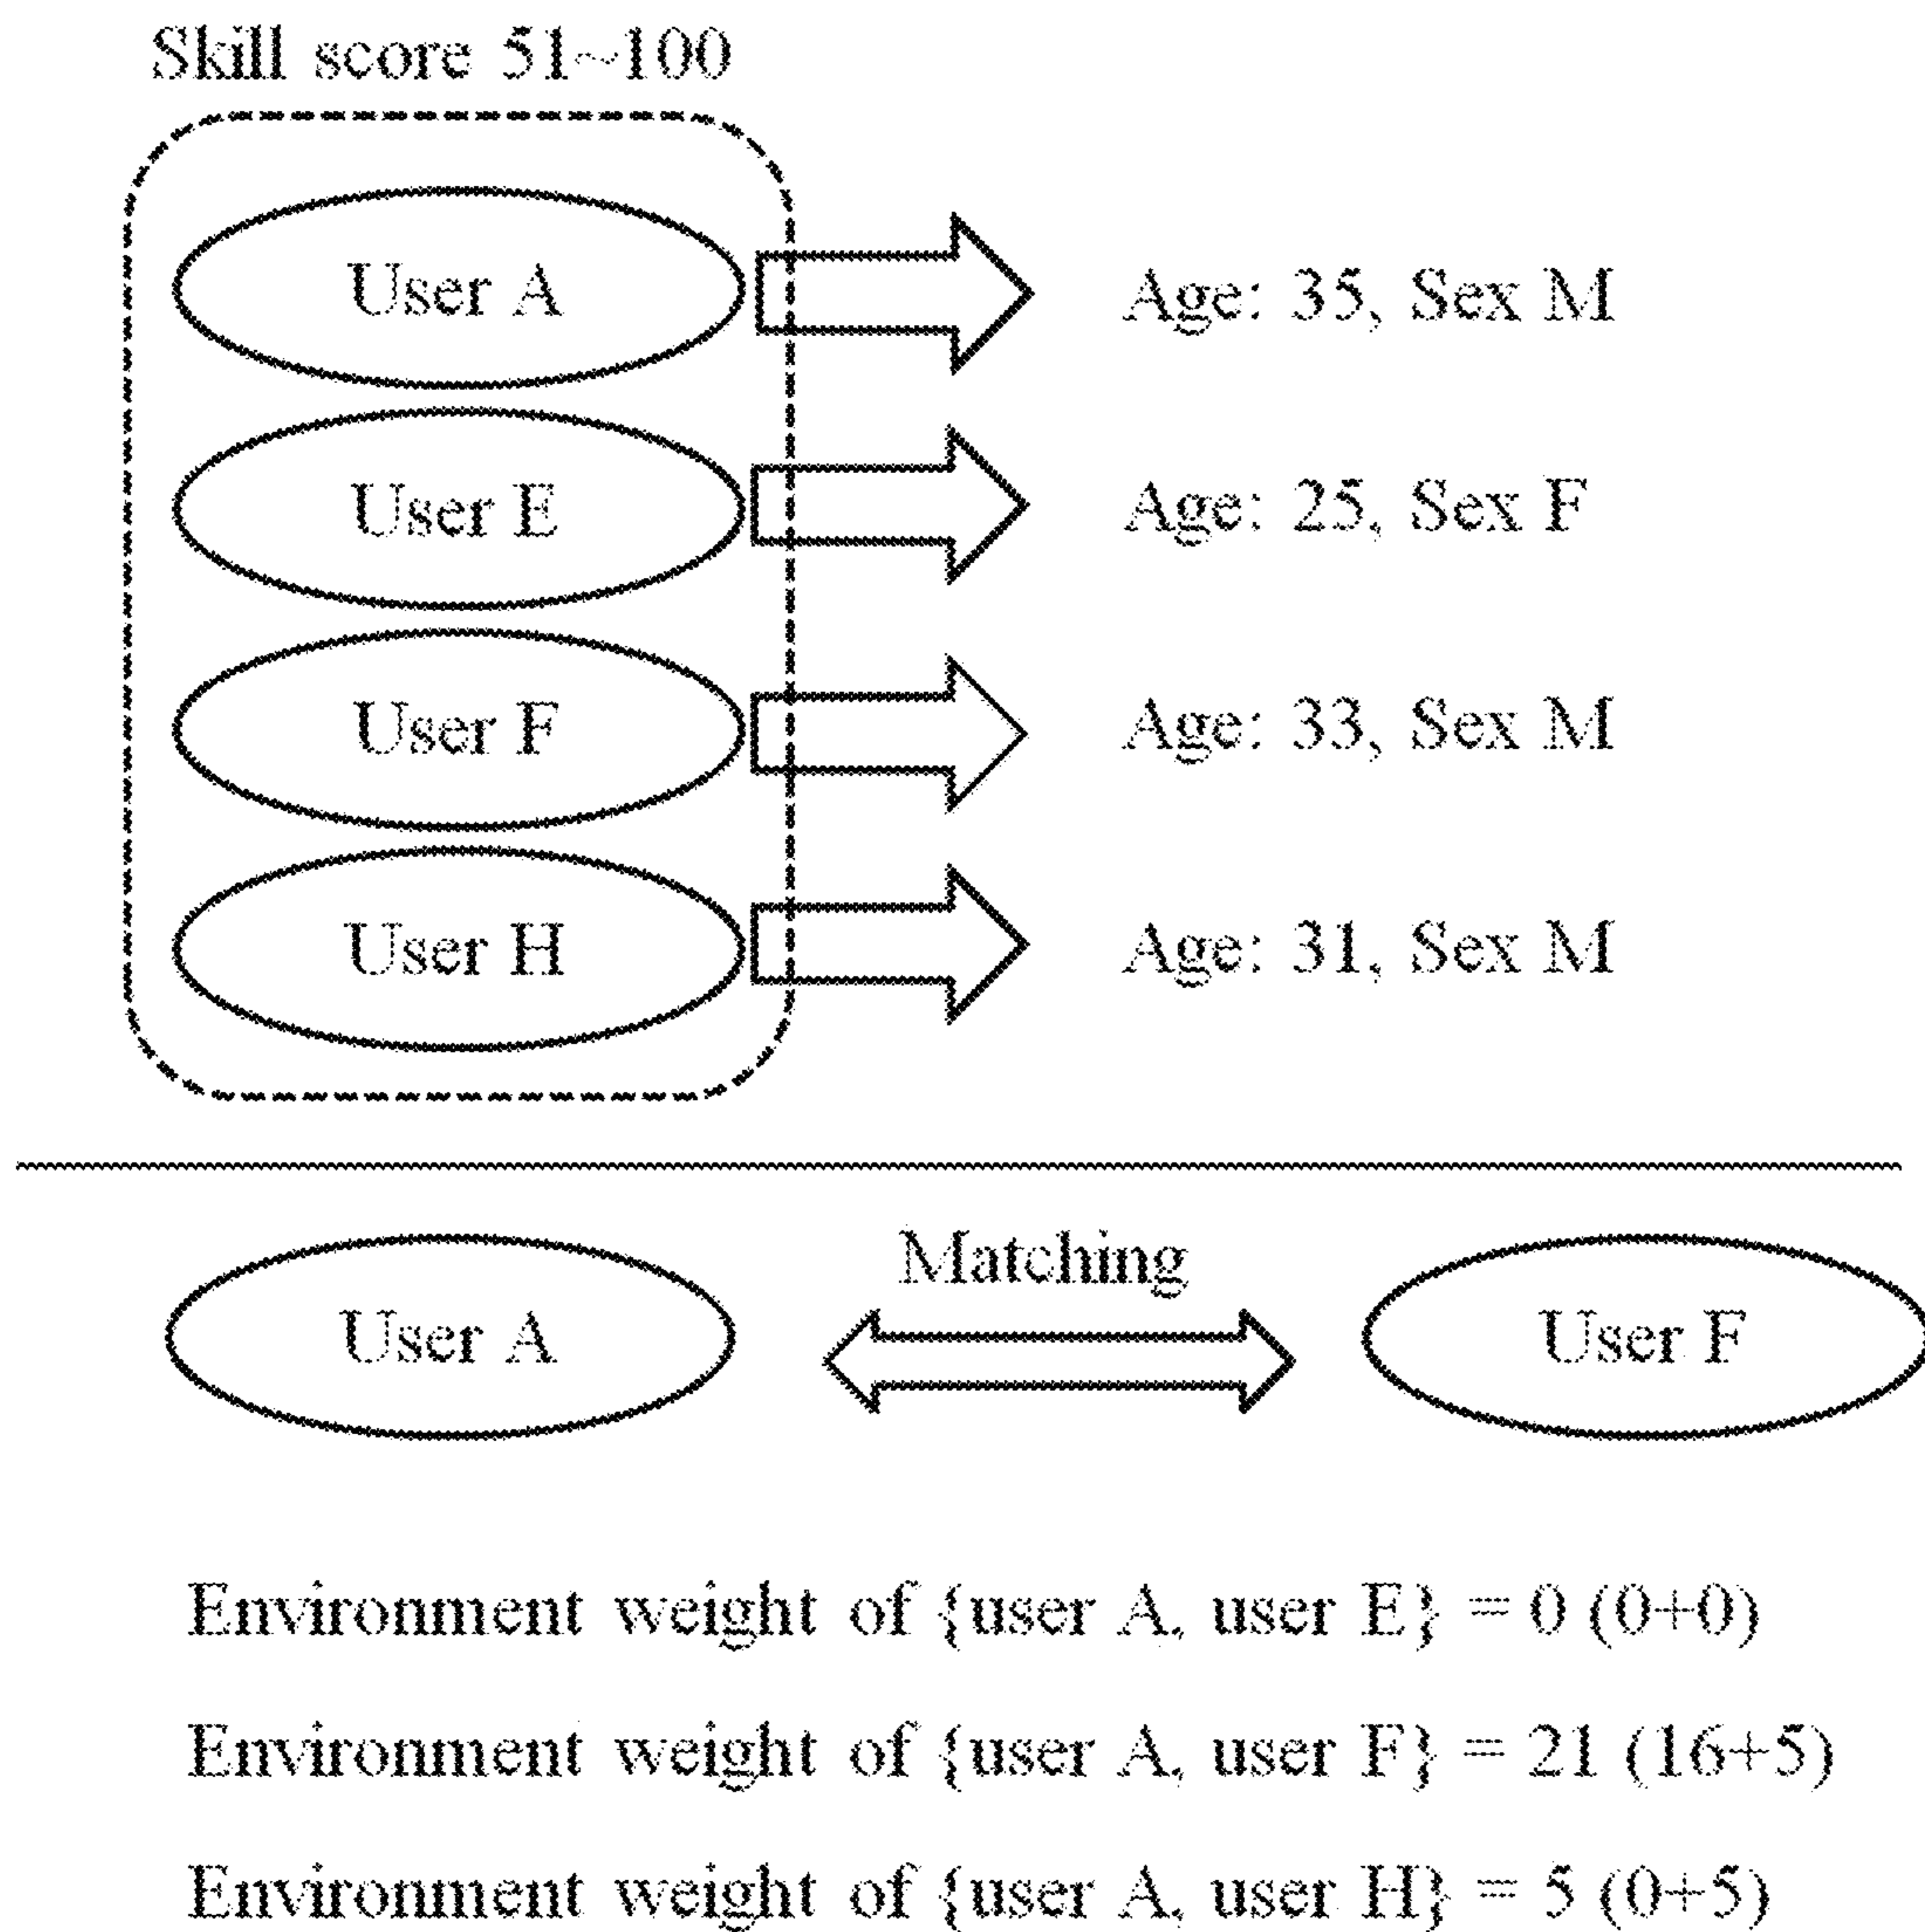 Skill score 51~100
User A
Age: 35, Sex M
User E
Age: 25, Sex F
User F
Age: 33, Sex M
User H
Age: 31, Sex M
Matching
User A
User F
Environment weight of {user A, user E} = 0 (0+0)
Environment weight of {user A, user F} = 21 (16+5)
Environment weight of {user A, user H} = 5 (0+5)